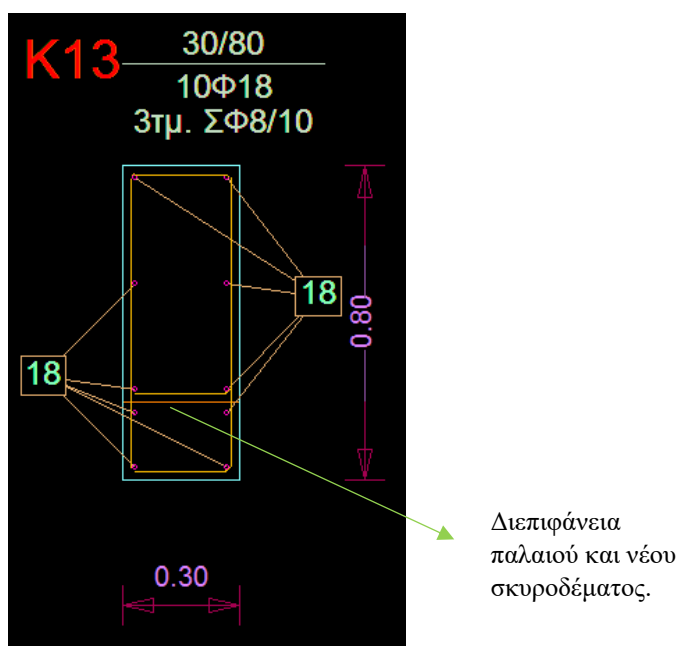 K13
30/80
10Φ18
3τμ. ΣΦ8/10
18
0.80
18
0.30
Διεπιφάνεια
παλαιού και νέου
σκυροδέματος.